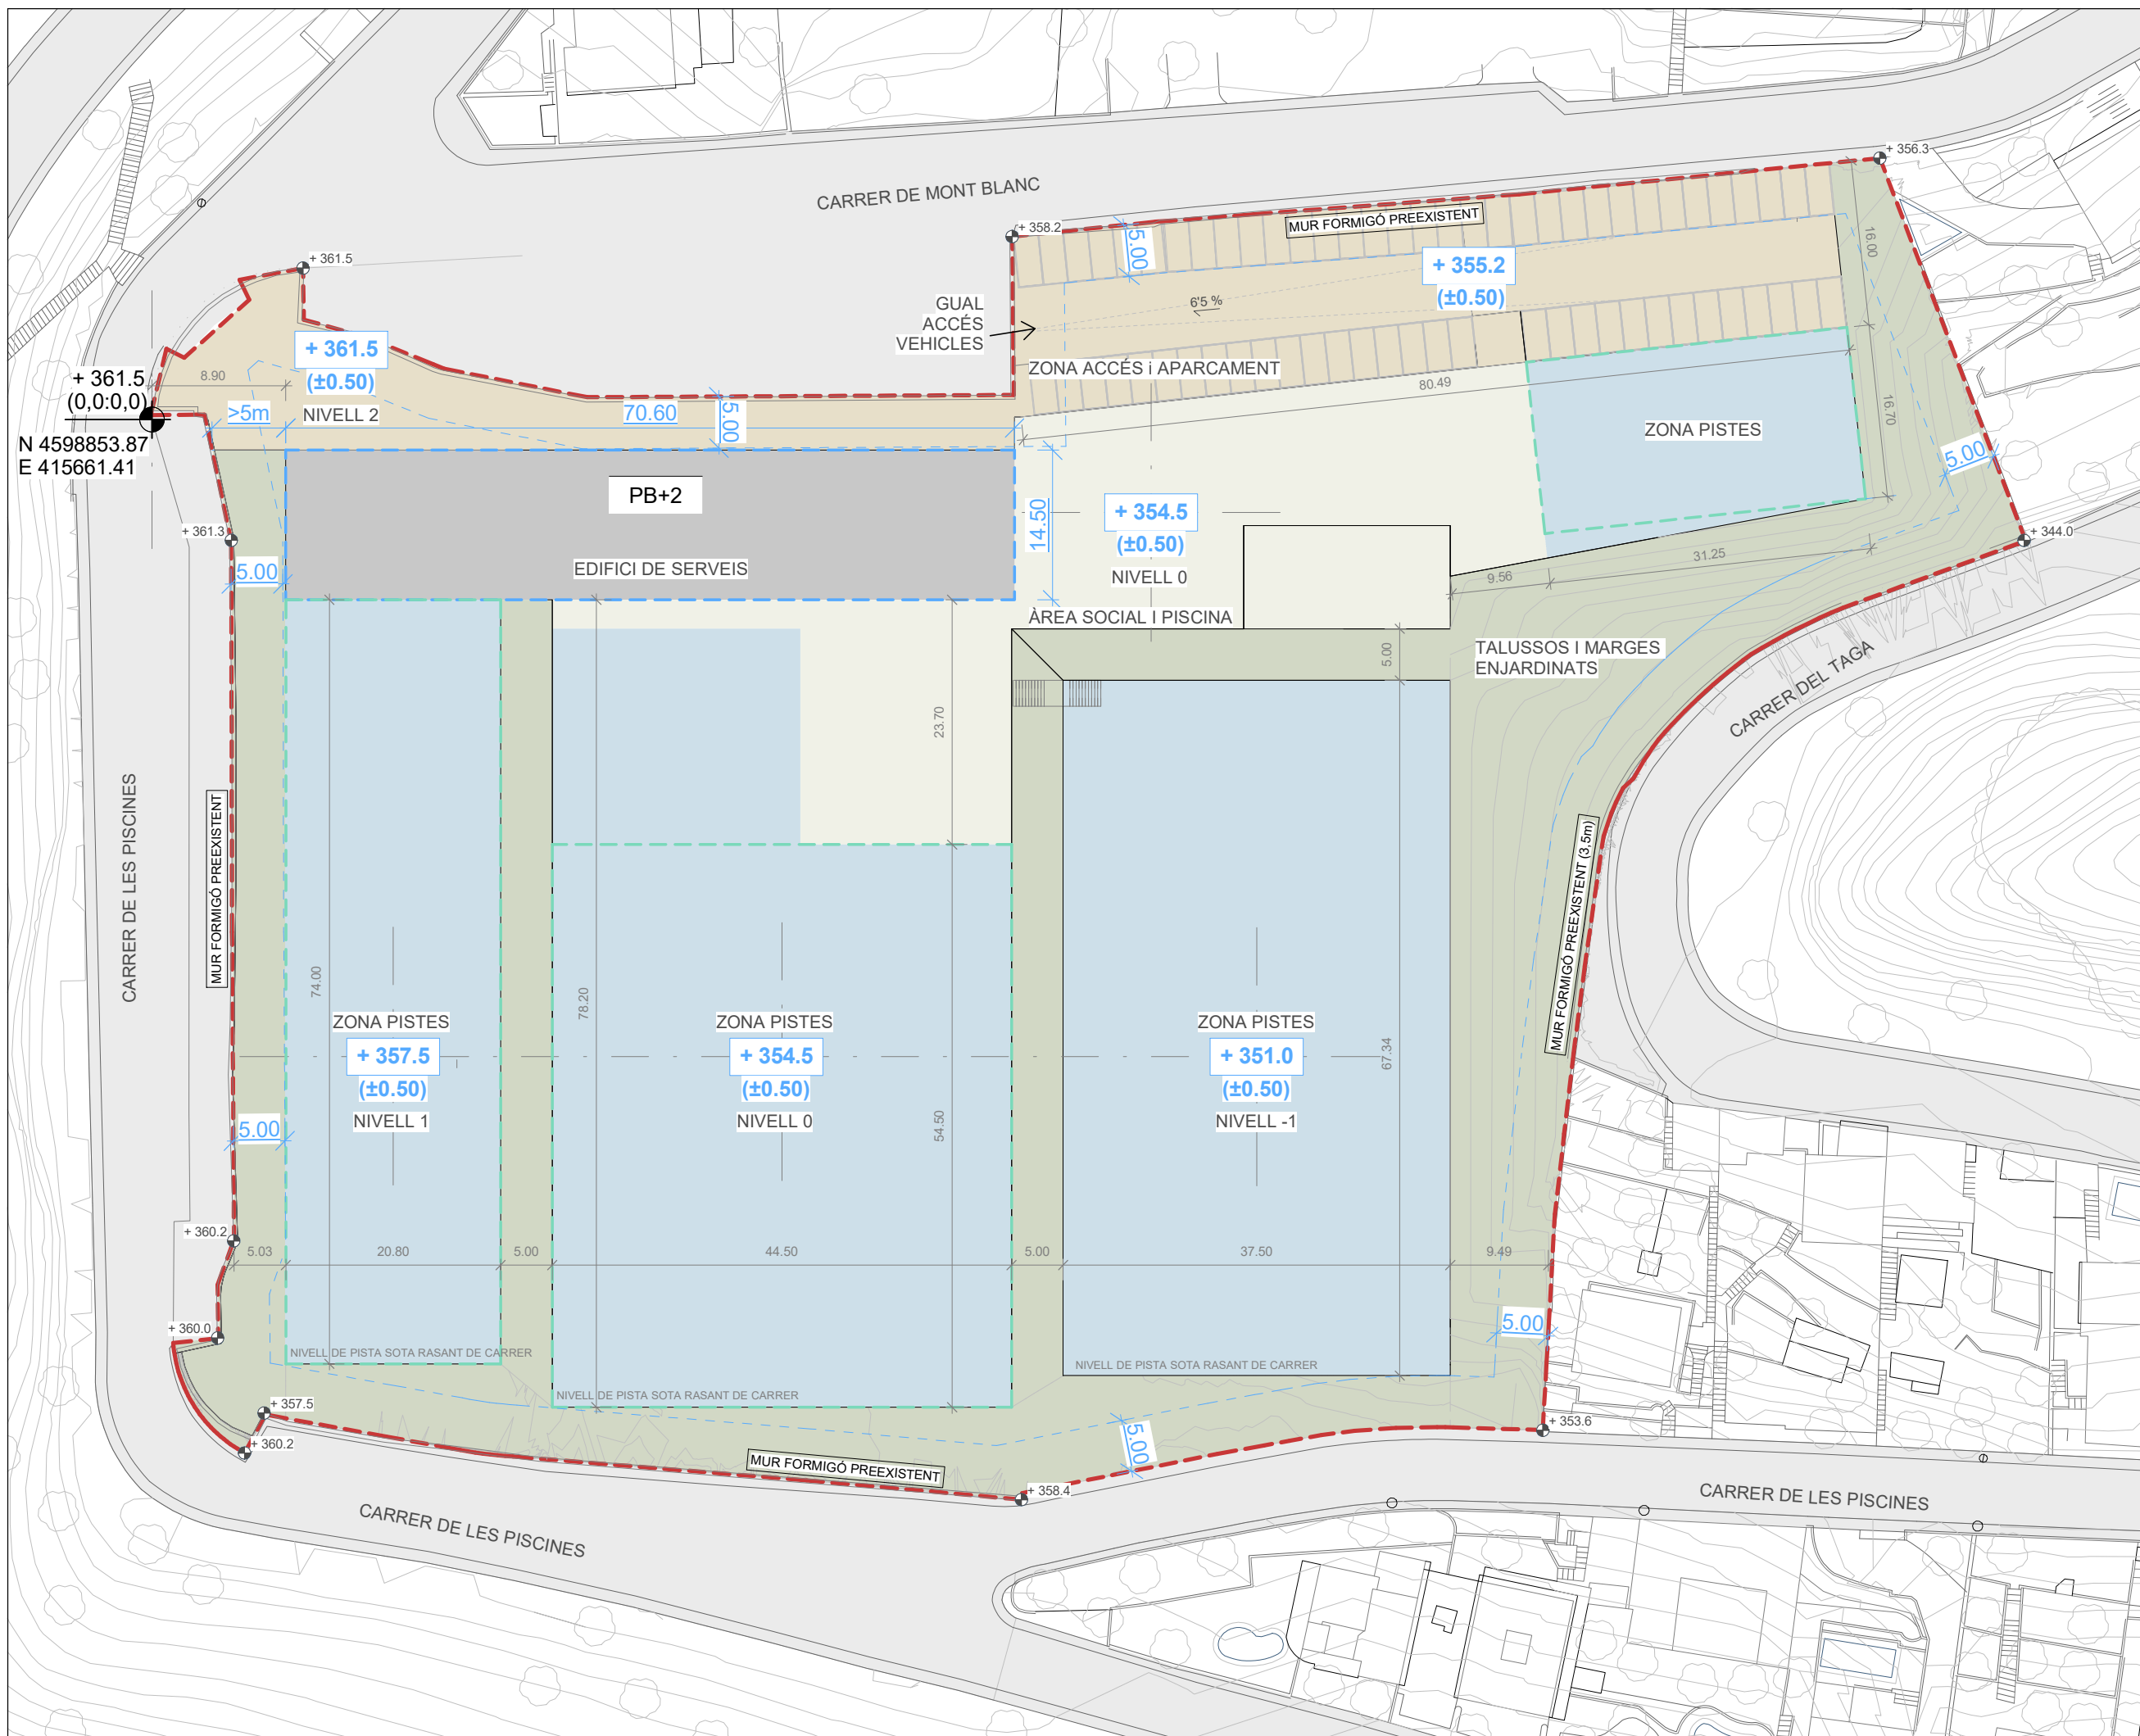 + 356.3
CARRER DE MONT BLANC
MUR FORMIGÓ PREEXISTENT
+ 358.2
5.00
16.00
+ 361.5
+ 355.2
(±0.50)
GUAL
ACCÉS
VEHICLES
6'5 %
+ 361.5
(±0.50)
NIVELL 2
8.90
+ 361.5
(0,0:0,0)
N 4598853.87
E 415661.41
>5m
70.60
5.00
ZONA ACCÉS i APARCAMENT
80.49
16.70
ZONA PISTES
5.00
PB+2
EDIFICI DE SERVEIS
14.50
+ 354.5
(±0.50)
NIVELL 0
ÀREA SOCIAL I PISCINA
+ 361.3
5.00
+ 344.0
31.25
9.56
5.00
TALUSSOS I MARGES
ENJARDINATS
CARRER DEL TAGA
23.70
CARRER DE LES PISCINES
MUR FORMIGÓ PREEXISTENT
MUR FORMIGÓ PREEXISTENT (3,5m)
74.00
78.20
ZONA PISTES
+ 357.5
(±0.50)
NIVELL 1
ZONA PISTES
+ 354.5
(±0.50)
NIVELL 0
54.50
ZONA PISTES
+ 351.0
(±0.50)
NIVELL -1
67.34
5.00
+ 360.2
5.03
20.80
5.00
44.50
5.00
37.50
9.49
+ 360.0
5.00
NIVELL DE PISTA SOTA RASANT DE CARRER
NIVELL DE PISTA SOTA RASANT DE CARRER
NIVELL DE PISTA SOTA RASANT DE CARRER
+ 357.5
+ 360.2
5.00
+ 353.6
MUR FORMIGÓ PREEXISTENT
+ 358.4
CARRER DE LES PISCINES
CARRER DE LES PISCINES